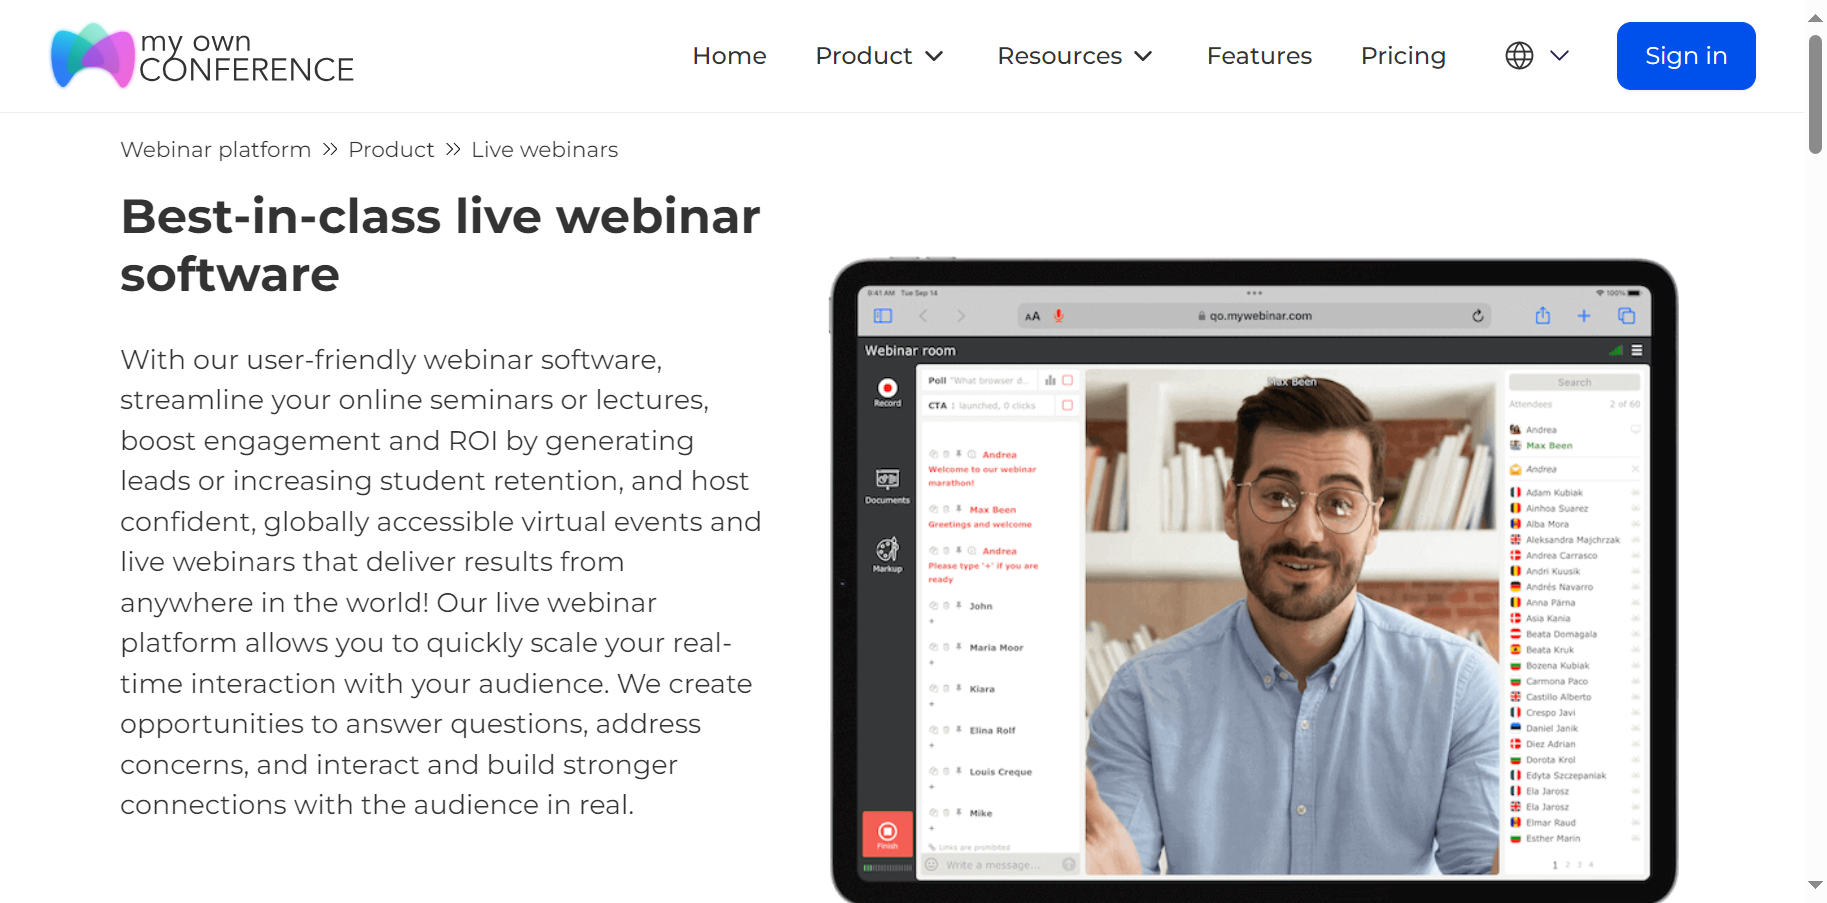 my own
CONFERENCE
Home
Product
Resources
Features
Pricing
Sign in
Webinar platform
Product
Live webinars
Best-in-class live webinar
software
With our user-friendly webinar software,
streamline your online seminars or lectures,
boost engagement and ROI by generating
leads or increasing student retention, and host
confident, globally accessible virtual events and
live webinars that deliver results from
anywhere in the world! Our live webinar
platform allows you to quickly scale your real-
time interaction with your audience. We create
opportunities to answer questions, address
concerns, and interact and build stronger
connections with the audience in real.
9:41 AM Tue Sep 14
100%
AA
qo.mywebinar.com
Webinar room
Record
Documents
Markup
Finish
Poll "What browser d...
CTA 1 launched, 0 clicks
Andrea
Welcome to our webinar
marathon!
Max Been
Greetings and welcome
Andrea
Please type '+' if you are
ready
John
+
Maria Moor
+
Kiara
+
Elina Rolf
+
Louis Creque
+
Mike
+
Links are prohibited
Write a message...
Max Been
Search
Attendees 2 of 60
Andrea
Max Been
Andrea
Adam Kubiak
Ainhoa Suarez
Alba Mora
Aleksandra Majchrzak
Andrea Carrasco
Andri Kuusik
Andrés Navarro
Anna Pärna
Asia Kania
Beata Domagala
Beata Kruk
Bozena Kubiak
Carmona Paco
Castillo Alberto
Crespo Javi
Daniel Janik
Diez Adrian
Dorota Krol
Edyta Szczepaniak
Ela Jarosz
Ela Jarosz
Elmar Raud
Esther Marin
1 2 3 4